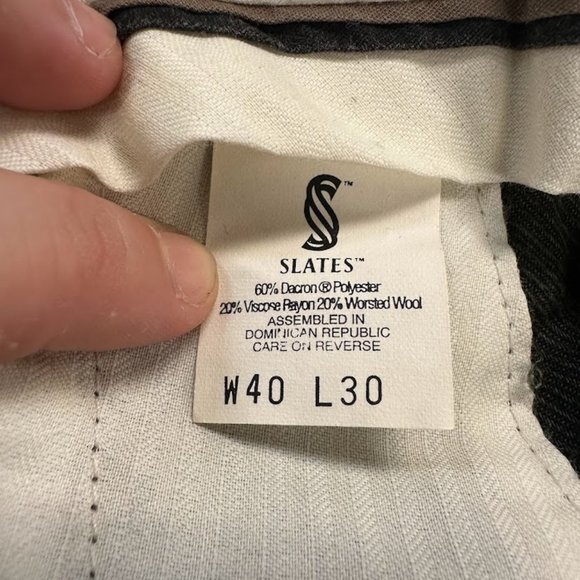 ™
SLATES™
60% Dacron ® Polyester
20% Viscose Rayon 20% Worsted Wool
ASSEMBLED IN
DOMINICAN REPUBLIC
CARE ON REVERSE
W40 L30